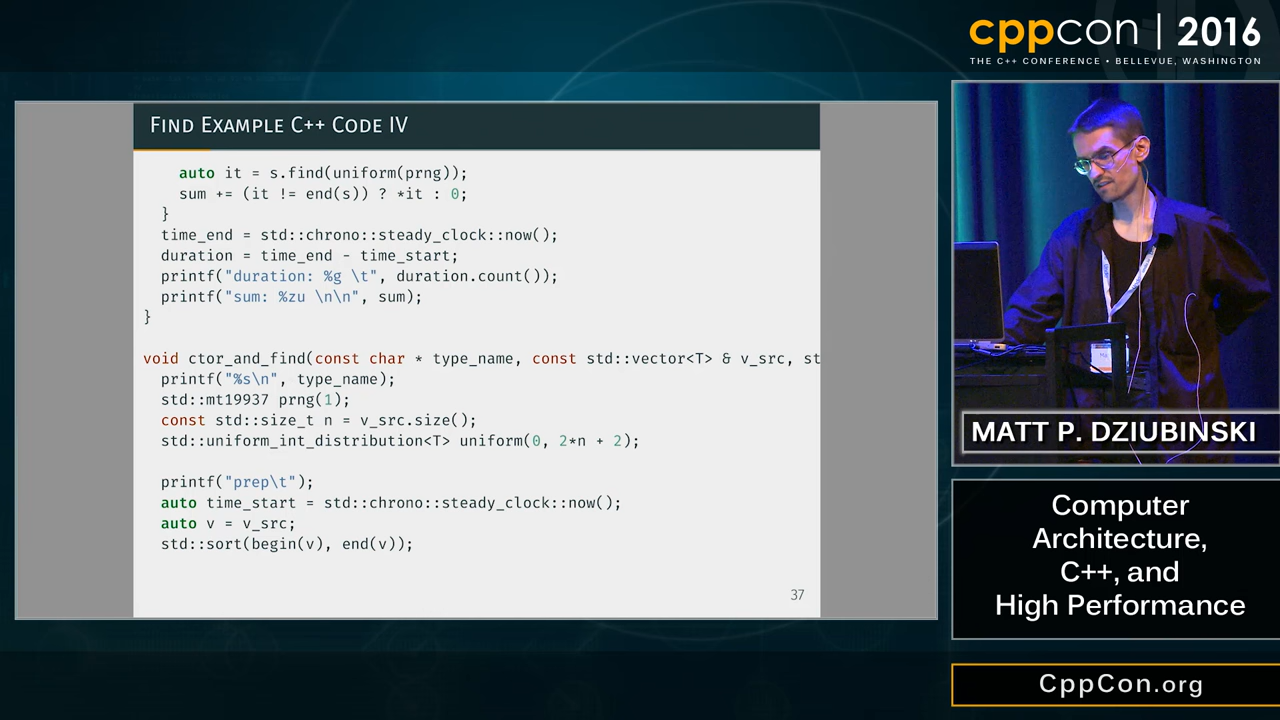 cppcon | 2016
THE C++ CONFERENCE • BELLEVUE, WASHINGTON
FIND EXAMPLE C++ CODE IV
auto it = s.find(uniform(prng));
sum += (it != end(s)) ? *it : 0;
}
time_end = std::chrono::steady_clock::now();
duration = time_end - time_start;
printf("duration: %g \t", duration.count());
printf("sum: %zu \n\n", sum);
}
void ctor_and_find(const char * type_name, const std::vector<T> & v_src, st
printf("%s\n", type_name);
std::mt19937 prng(1);
const std::size_t n = v_src.size();
std::uniform_int_distribution<T> uniform(0, 2*n + 2);
printf("prep\t");
auto time_start = std::chrono::steady_clock::now();
auto v = v_src;
std::sort(begin(v), end(v));
37
MATT P. DZIUBINSKI
Computer
Architecture,
C++, and
High Performance
CppCon.org